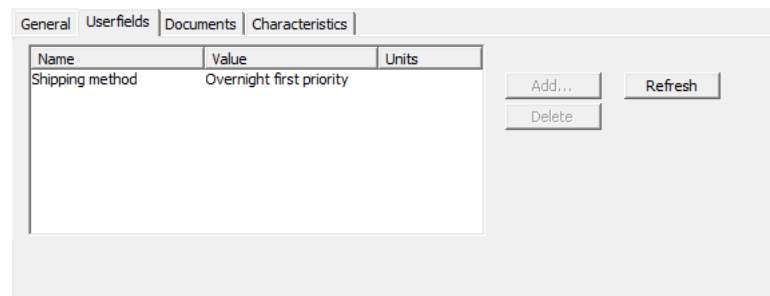 General Userfields Documents Characteristics
Name Value Units
Shipping method Overnight first priority
Add... Refresh
Delete